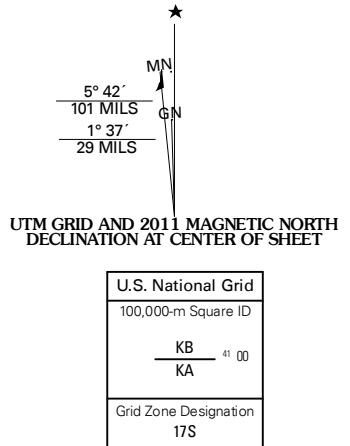 ★
MN
5° 42´
101 MILS
GN
1° 37´
29 MILS
UTM GRID AND 2011 MAGNETIC NORTH
DECLINATION AT CENTER OF SHEET
U.S. National Grid
100,000-m Square ID
KB
41 00
KA
Grid Zone Designation
17S